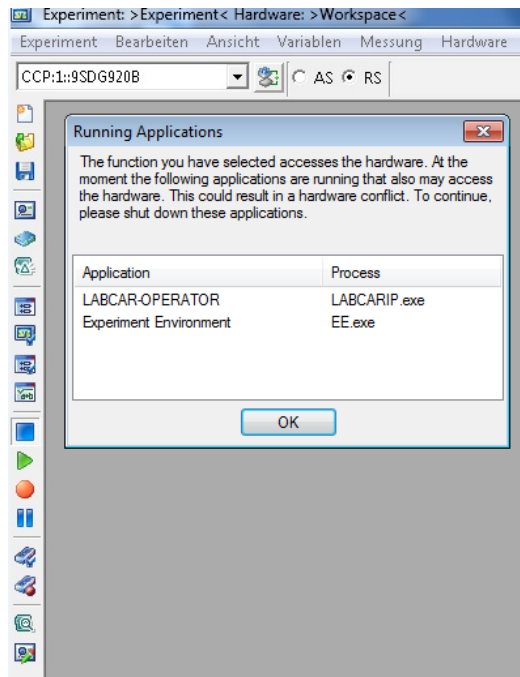 Experiment: >Experiment< Hardware: >Workspace<
Experiment Bearbeiten Ansicht Variablen Messung Hardware
CCP:1::9SDG920B AS RS
Running Applications
The function you have selected accesses the hardware. At the
moment the following applications are running that also may access
the hardware. This could result in a hardware conflict. To continue,
please shut down these applications.
Application Process
LABCAR-OPERATOR LABCARIP.exe
Experiment Environment EE.exe
OK